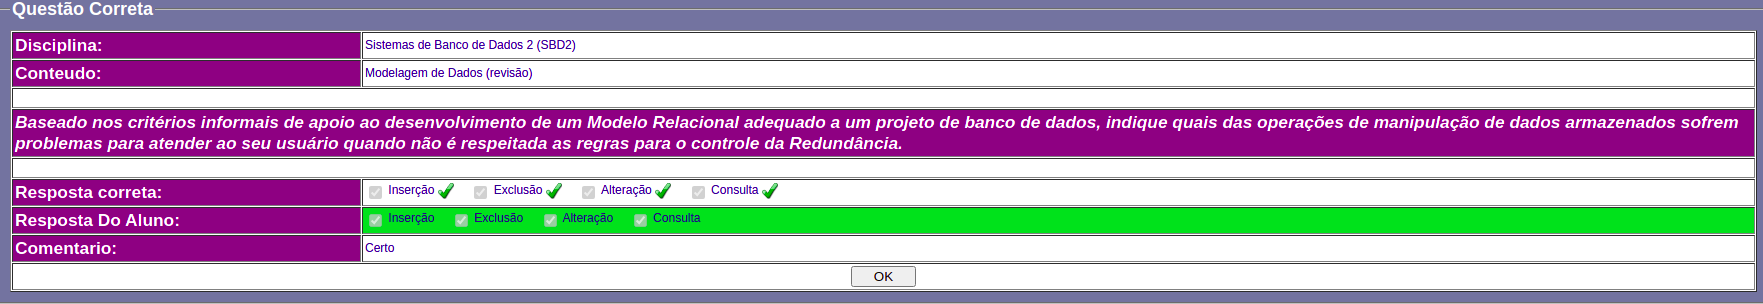 Questão Correta
Disciplina: Sistemas de Banco de Dados 2 (SBD2)
Conteudo: Modelagem de Dados (revisão)
Baseado nos critérios informais de apoio ao desenvolvimento de um Modelo Relacional adequado a um projeto de banco de dados, indique quais das operações de manipulação de dados armazenados sofrem
problemas para atender ao seu usuário quando não é respeitada as regras para o controle da Redundância.
Resposta correta: Inserção Exclusão Alteração Consulta
Resposta Do Aluno: Inserção Exclusão Alteração Consulta
Comentario: Certo
OK